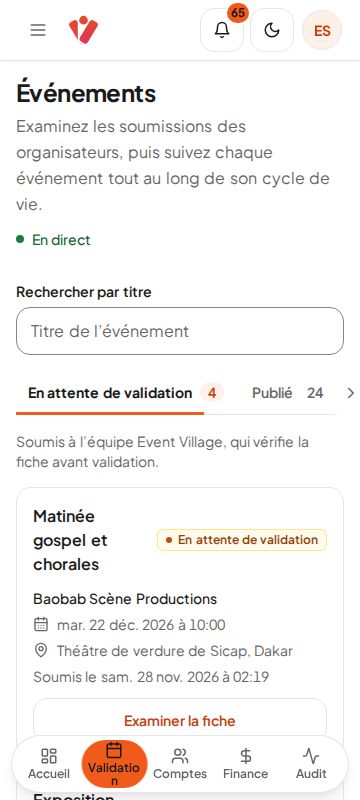 65
ES
Événements
Examinez les soumissions des
organisateurs, puis suivez chaque
événement tout au long de son cycle de
vie.
En direct
Rechercher par titre
Titre de l’événement
En attente de validation 4 Publié 24
Soumis à l’équipe Event Village, qui vérifie la
fiche avant validation.
Matinée
gospel et
chorales
En attente de validation
Baobab Scène Productions
mar. 22 déc. 2026 à 10:00
Théâtre de verdure de Sicap, Dakar
Soumis le sam. 28 nov. 2026 à 02:19
Examiner la fiche
Accueil Validatio
n Comptes Finance Audit
Exposition